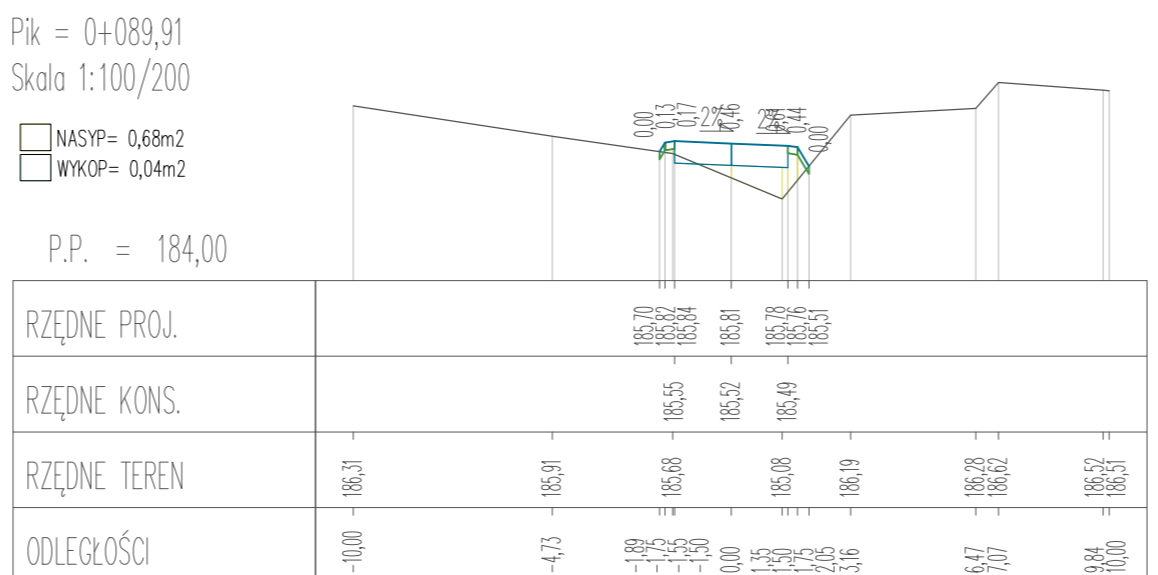 Pik = 0+089,91
Skala 1:100/200
NASYP= 0,68m2
WYKOP= 0,04m2
P.P. = 184,00
0,00 0,13 0,17 2% 0,46 2% 0,44 0,00
RZĘDNE PROJ. 185,70 185,82 185,84 185,81 185,78 185,76 185,51
RZĘDNE KONS. 185,55 185,52 185,49
RZĘDNE TEREN 186,31 185,91 185,68 185,08 186,19 186,28 186,62 186,52 186,51
ODLEGŁOŚCI -10,00 -4,73 -1,89 -1,75 -1,55 -1,50 0,00 1,35 1,50 1,75 2,05 3,16 6,47 7,07 9,84 10,00